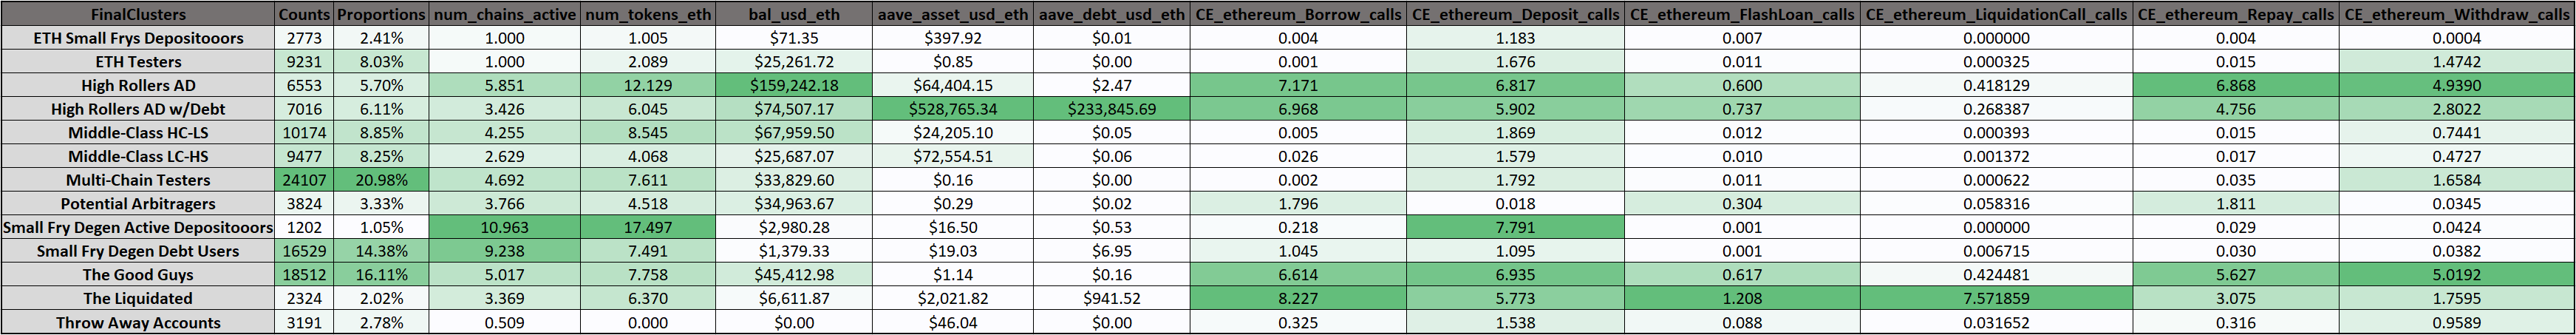 FinalClusters Counts Proportions num_chains_active num_tokens_eth bal_usd_eth aave_asset_usd_eth aave_debt_usd_eth CE_ethereum_Borrow_calls CE_ethereum_Deposit_calls CE_ethereum_FlashLoan_calls CE_ethereum_LiquidationCall_calls CE_ethereum_Repay_calls CE_ethereum_Withdraw_calls
ETH Small Frys Depositooors 2773 2.41% 1.000 1.005 $71.35 $397.92 $0.01 0.004 1.183 0.007 0.000000 0.004 0.0004
ETH Testers 9231 8.03% 1.000 2.089 $25,261.72 $0.85 $0.00 0.001 1.676 0.011 0.000325 0.015 1.4742
High Rollers AD 6553 5.70% 5.851 12.129 $159,242.18 $64,404.15 $2.47 7.171 6.817 0.600 0.418129 6.868 4.9390
High Rollers AD w/Debt 7016 6.11% 3.426 6.045 $74,507.17 $528,765.34 $233,845.69 6.968 5.902 0.737 0.268387 4.756 2.8022
Middle-Class HC-LS 10174 8.85% 4.255 8.545 $67,959.50 $24,205.10 $0.05 0.005 1.869 0.012 0.000393 0.015 0.7441
Middle-Class LC-HS 9477 8.25% 2.629 4.068 $25,687.07 $72,554.51 $0.06 0.026 1.579 0.010 0.001372 0.017 0.4727
Multi-Chain Testers 24107 20.98% 4.692 7.611 $33,829.60 $0.16 $0.00 0.002 1.792 0.011 0.000622 0.035 1.6584
Potential Arbitragers 3824 3.33% 3.766 4.518 $34,963.67 $0.29 $0.02 1.796 0.018 0.304 0.058316 1.811 0.0345
Small Fry Degen Active Depositooors 1202 1.05% 10.963 17.497 $2,980.28 $16.50 $0.53 0.218 7.791 0.001 0.000000 0.029 0.0424
Small Fry Degen Debt Users 16529 14.38% 9.238 7.491 $1,379.33 $19.03 $6.95 1.045 1.095 0.001 0.006715 0.030 0.0382
The Good Guys 18512 16.11% 5.017 7.758 $45,412.98 $1.14 $0.16 6.614 6.935 0.617 0.424481 5.627 5.0192
The Liquidated 2324 2.02% 3.369 6.370 $6,611.87 $2,021.82 $941.52 8.227 5.773 1.208 7.571859 3.075 1.7595
Throw Away Accounts 3191 2.78% 0.509 0.000 $0.00 $46.04 $0.00 0.325 1.538 0.088 0.031652 0.316 0.9589